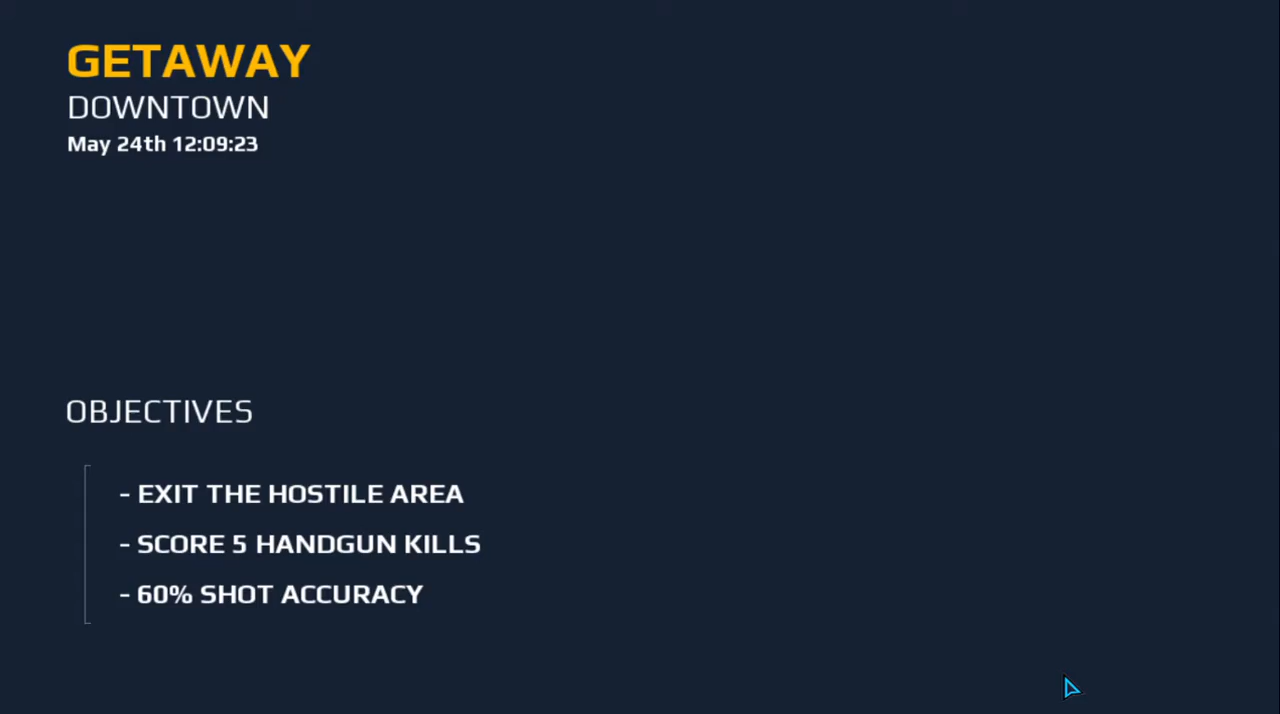 GETAWAY
DOWNTOWN
May 24th 12:09:23
OBJECTIVES
- EXIT THE HOSTILE AREA
- SCORE 5 HANDGUN KILLS
- 60% SHOT ACCURACY